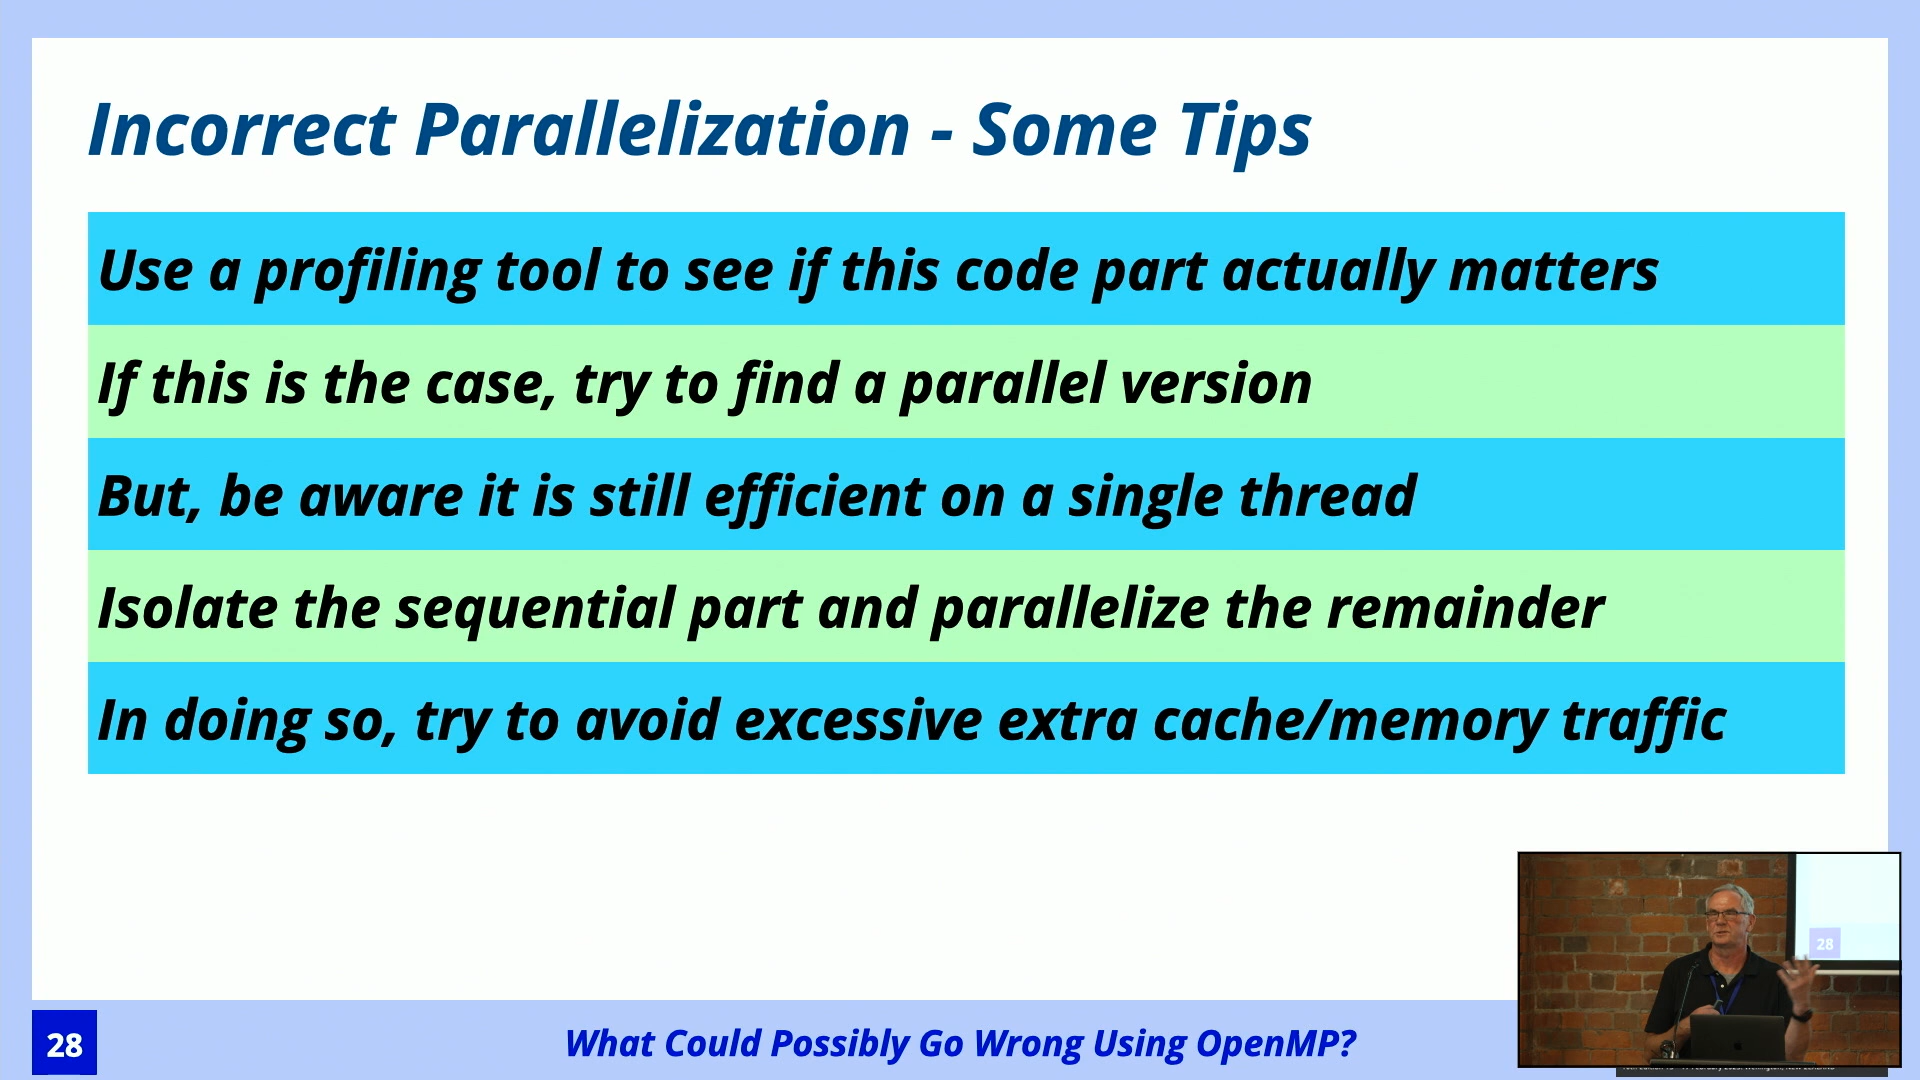 Incorrect Parallelization - Some Tips
Use a profiling tool to see if this code part actually matters
If this is the case, try to find a parallel version
But, be aware it is still efficient on a single thread
Isolate the sequential part and parallelize the remainder
In doing so, try to avoid excessive extra cache/memory traffic
28
28
What Could Possibly Go Wrong Using OpenMP?